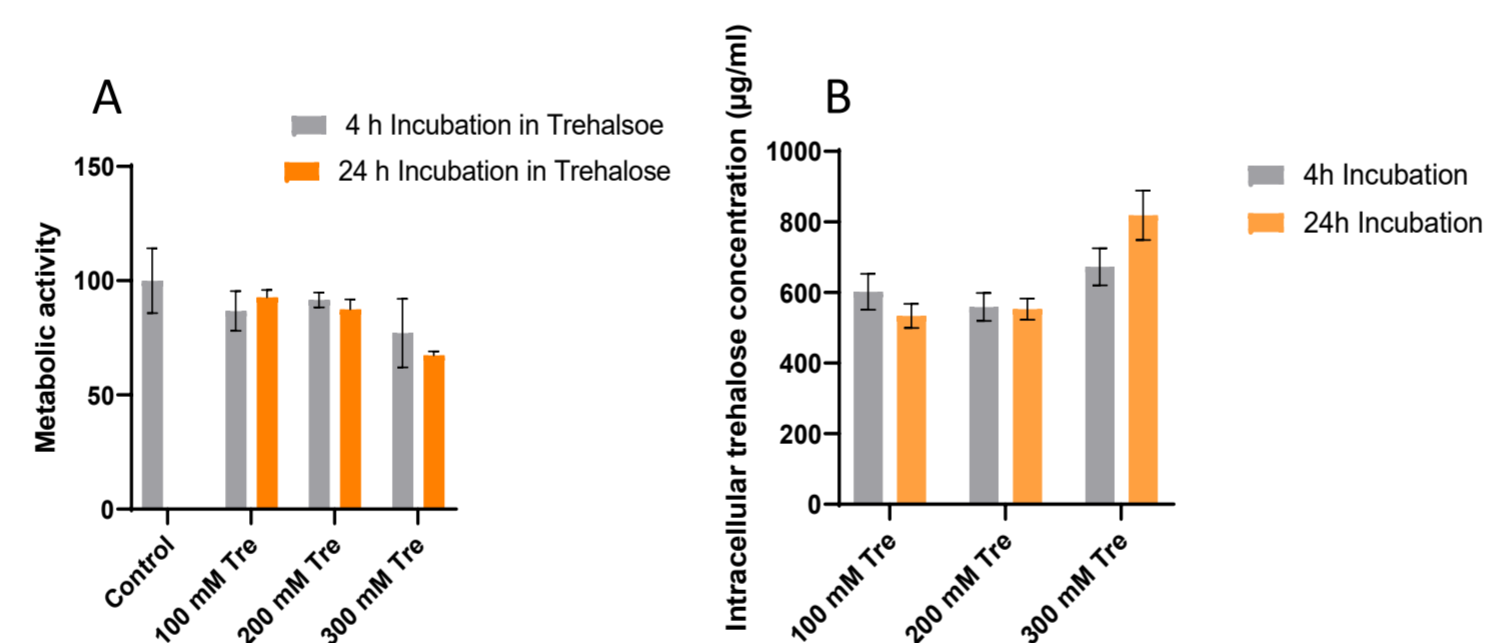 A
4 h Incubation in Trehalsoe
24 h Incubation in Trehalose
Metabolic activity
150
100
50
0
Control
100 mM Tre
200 mM Tre
300 mM Tre
B
4h Incubation
24h Incubation
Intracellular trehalose concentration (µg/ml)
1000
800
600
400
200
0
100 mM Tre
200 mM Tre
300 mM Tre